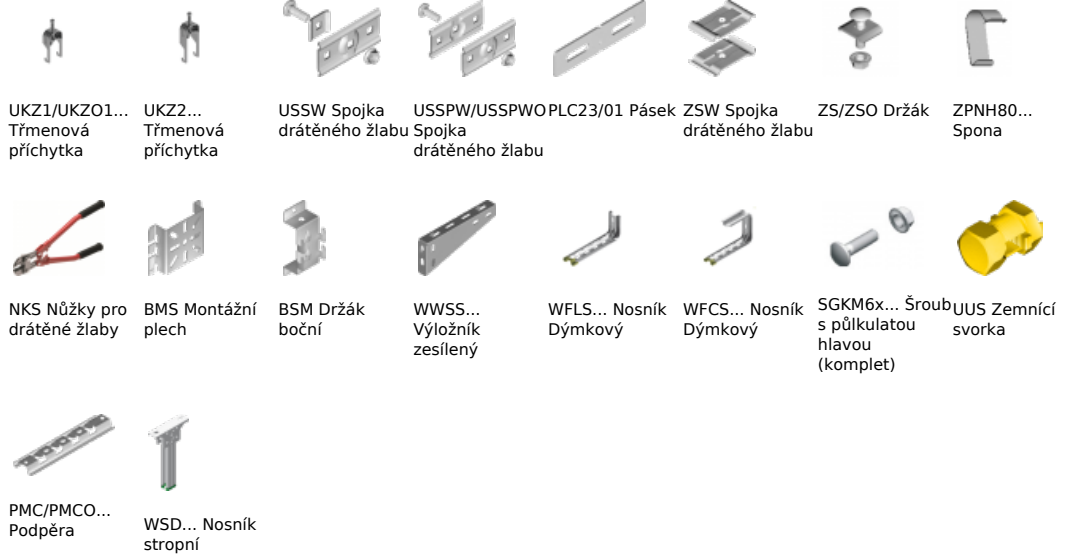 UKZ1/UKZO1...
Třmenová
příchytka
UKZ2...
Třmenová
příchytka
USSW Spojka
drátěného žlabu
USSPW/USSPWO
Spojka
drátěného žlabu
PLC23/01 Pásek
ZSW Spojka
drátěného žlabu
ZS/ZSO Držák
ZPNH80...
Spona
NKS Nůžky pro
drátěné žlaby
BMS Montážní
plech
BSM Držák
boční
WWSS...
Výložník
zesílený
WFLS... Nosník
Dýmkový
WFCS... Nosník
Dýmkový
SGKM6x... Šroub
s půlkulatou
hlavou
(komplet)
UUS Zemnící
svorka
PMC/PMCO...
Podpěra
WSD... Nosník
stropní